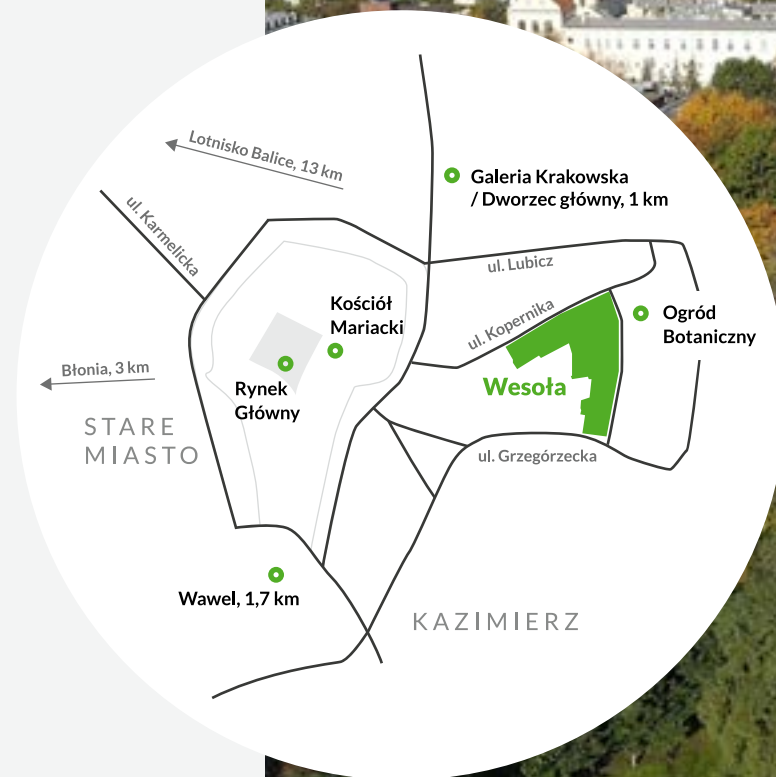 Lotnisko Balice, 13 km
Galeria Krakowska
/ Dworzec główny, 1 km
ul. Karmelicka
ul. Lubicz
Kościół
Mariacki
ul. Kopernika
Ogród
Botaniczny
Błonia, 3 km
Rynek
Główny
Wesoła
STARE
MIASTO
ul. Grzegórzecka
Wawel, 1,7 km
KAZIMIERZ